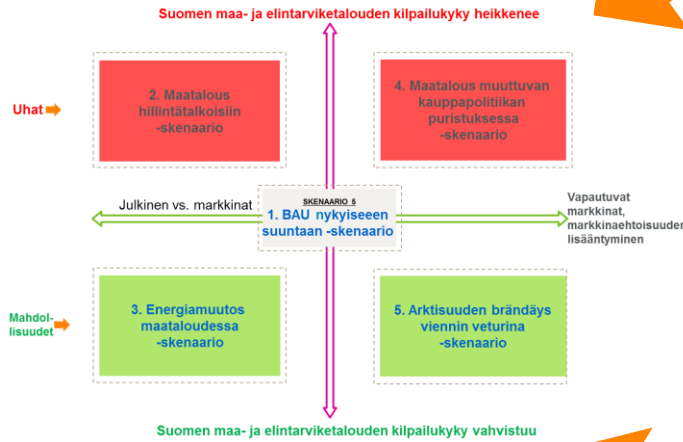 Suomen maa- ja elintarviketalouden kilpailukyky heikkenee
2. Maatalous
hillintätalkoisiin
-skenaario
4. Maatalous muuttuvan
kauppapolitiikan
puristuksessa
-skenaario
Uhat
Julkinen vs. markkinat
SKENAARIO 5
1. BAU nykyiseeen
suuntaan -skenaario
Vapautuvat
markkinat,
markkinaehtoisuuden
lisääntyminen
Mahdol-
lisuudet
3. Energiamuutos
maataloudessa
-skenaario
5. Arktisuuden brändäys
viennin veturina
-skenaario
Suomen maa- ja elintarviketalouden kilpailukyky vahvistuu